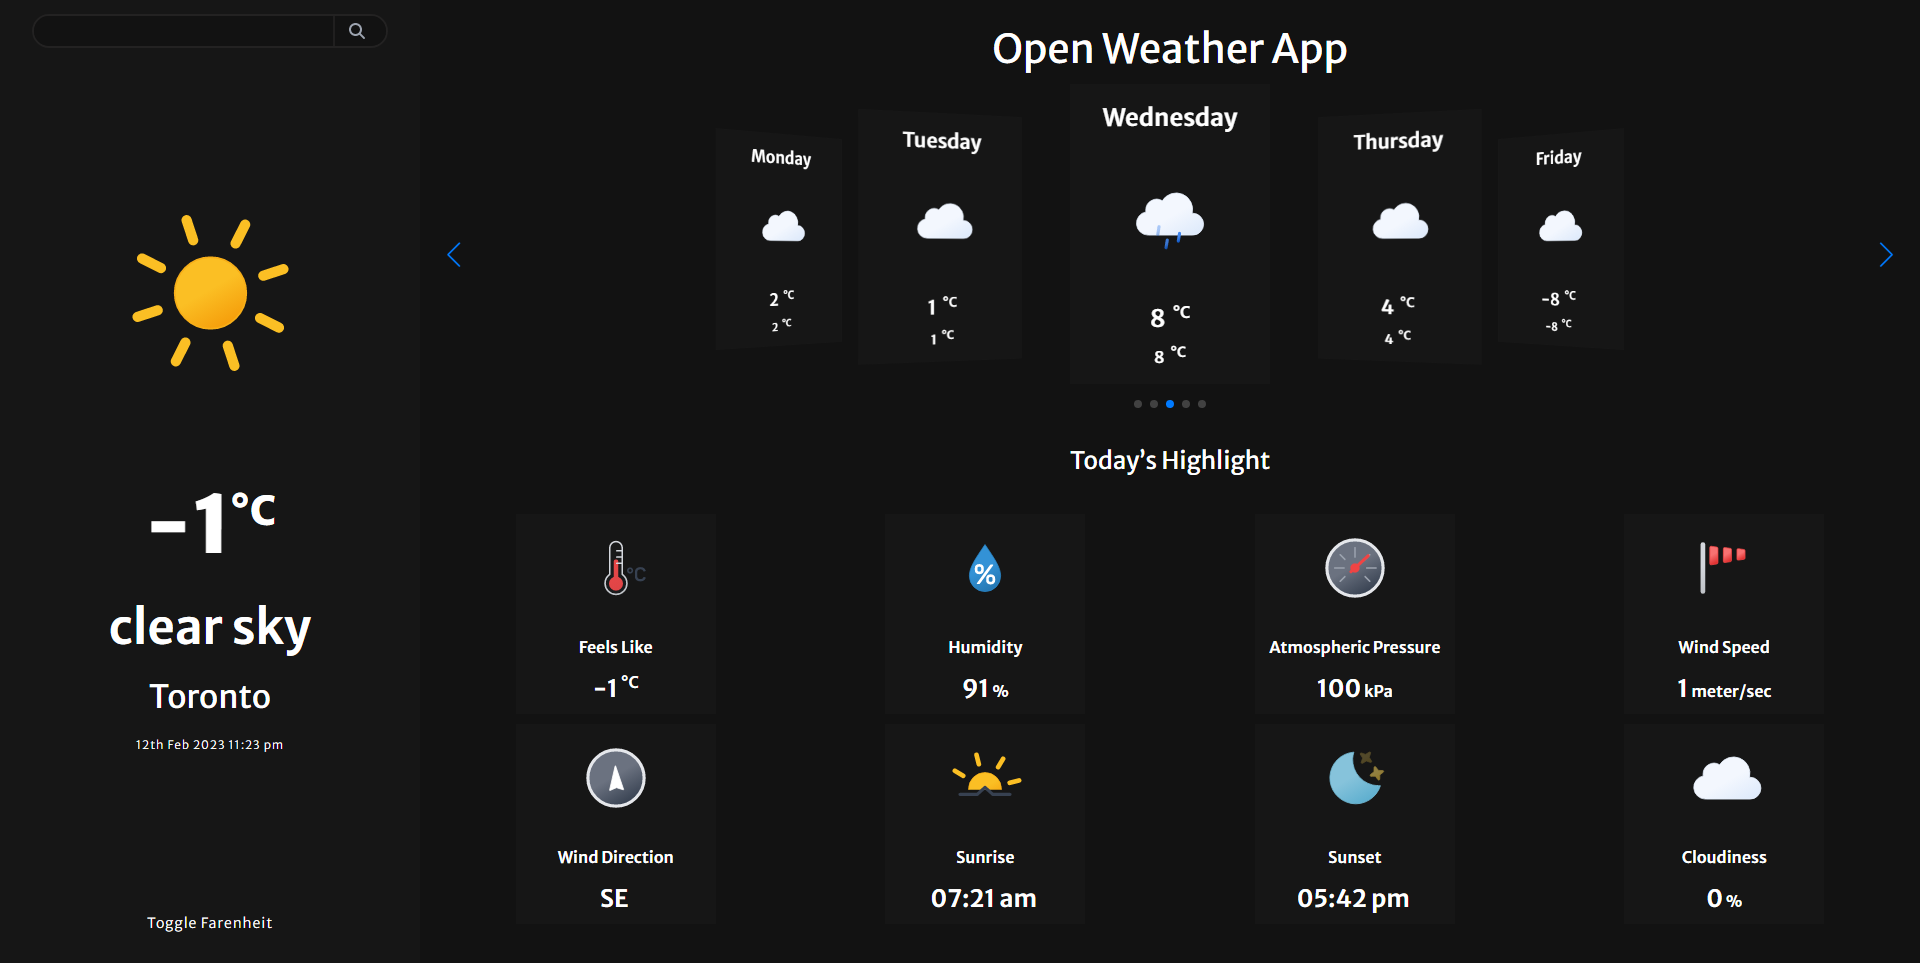 Open Weather App
Monday
2 °C
2 °C
Tuesday
1 °C
1 °C
Wednesday
8 °C
8 °C
Thursday
4 °C
4 °C
Friday
-8 °C
-8 °C
-1°C
clear sky
Toronto
12th Feb 2023 11:23 pm
Toggle Farenheit
Today's Highlight
°C
Feels Like
-1 °C
%
Humidity
91 %
Atmospheric Pressure
100 kPa
Wind Speed
1 meter/sec
Wind Direction
SE
Sunrise
07:21 am
Sunset
05:42 pm
Cloudiness
0 %